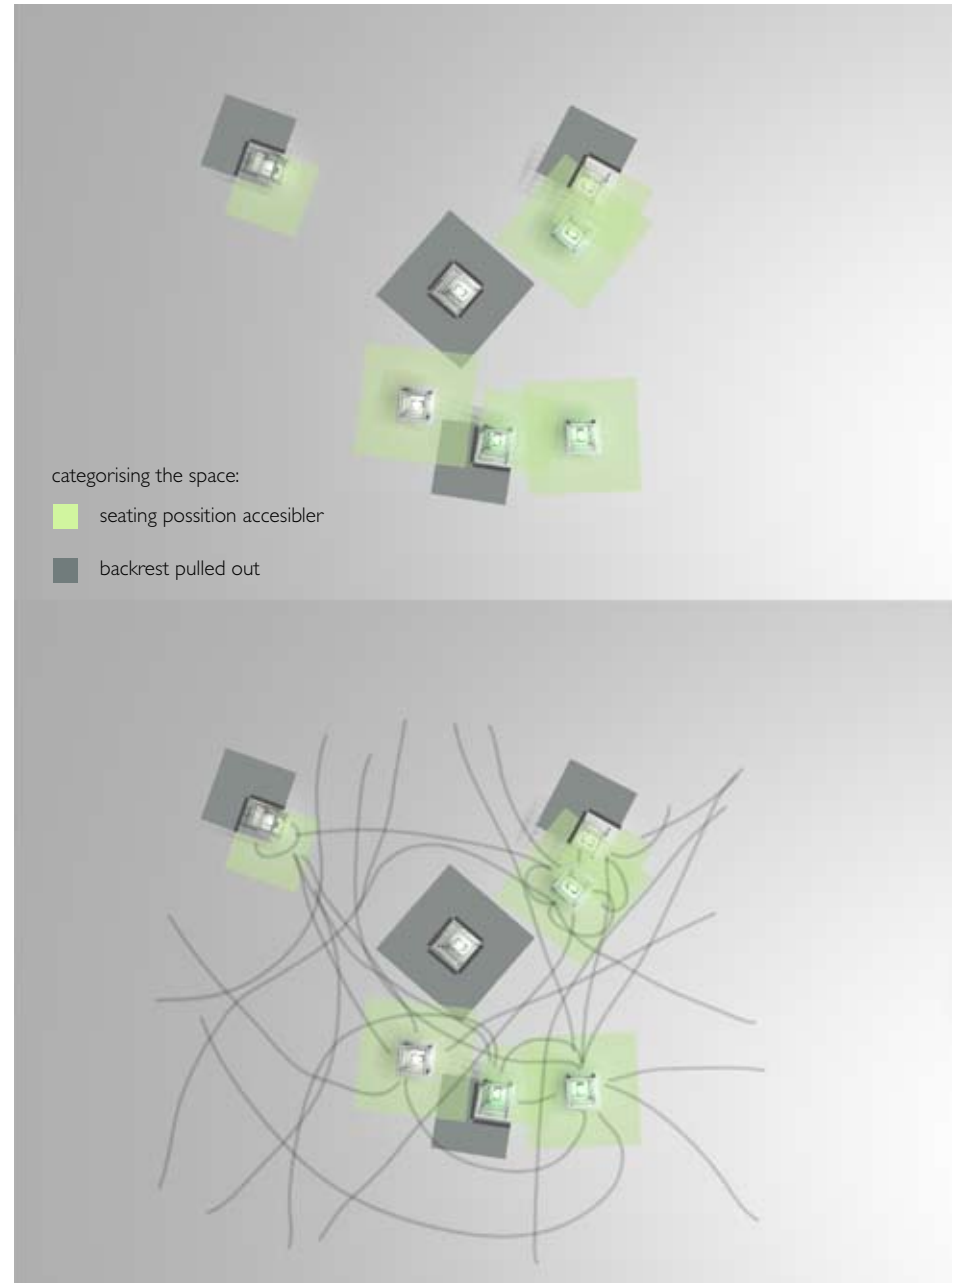 categorising the space:
seating possition accesibler
backrest pulled out